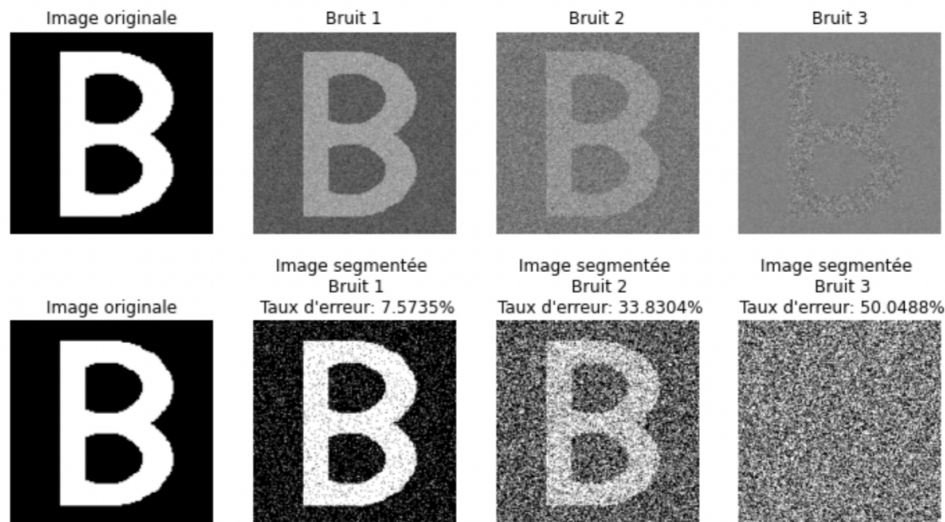 Image originale
Bruit 1
Bruit 2
Bruit 3
Image originale
Image segmentée
Bruit 1
Taux d'erreur: 7.5735%
Image segmentée
Bruit 2
Taux d'erreur: 33.8304%
Image segmentée
Bruit 3
Taux d'erreur: 50.0488%
B
B
B
B
B
B
B